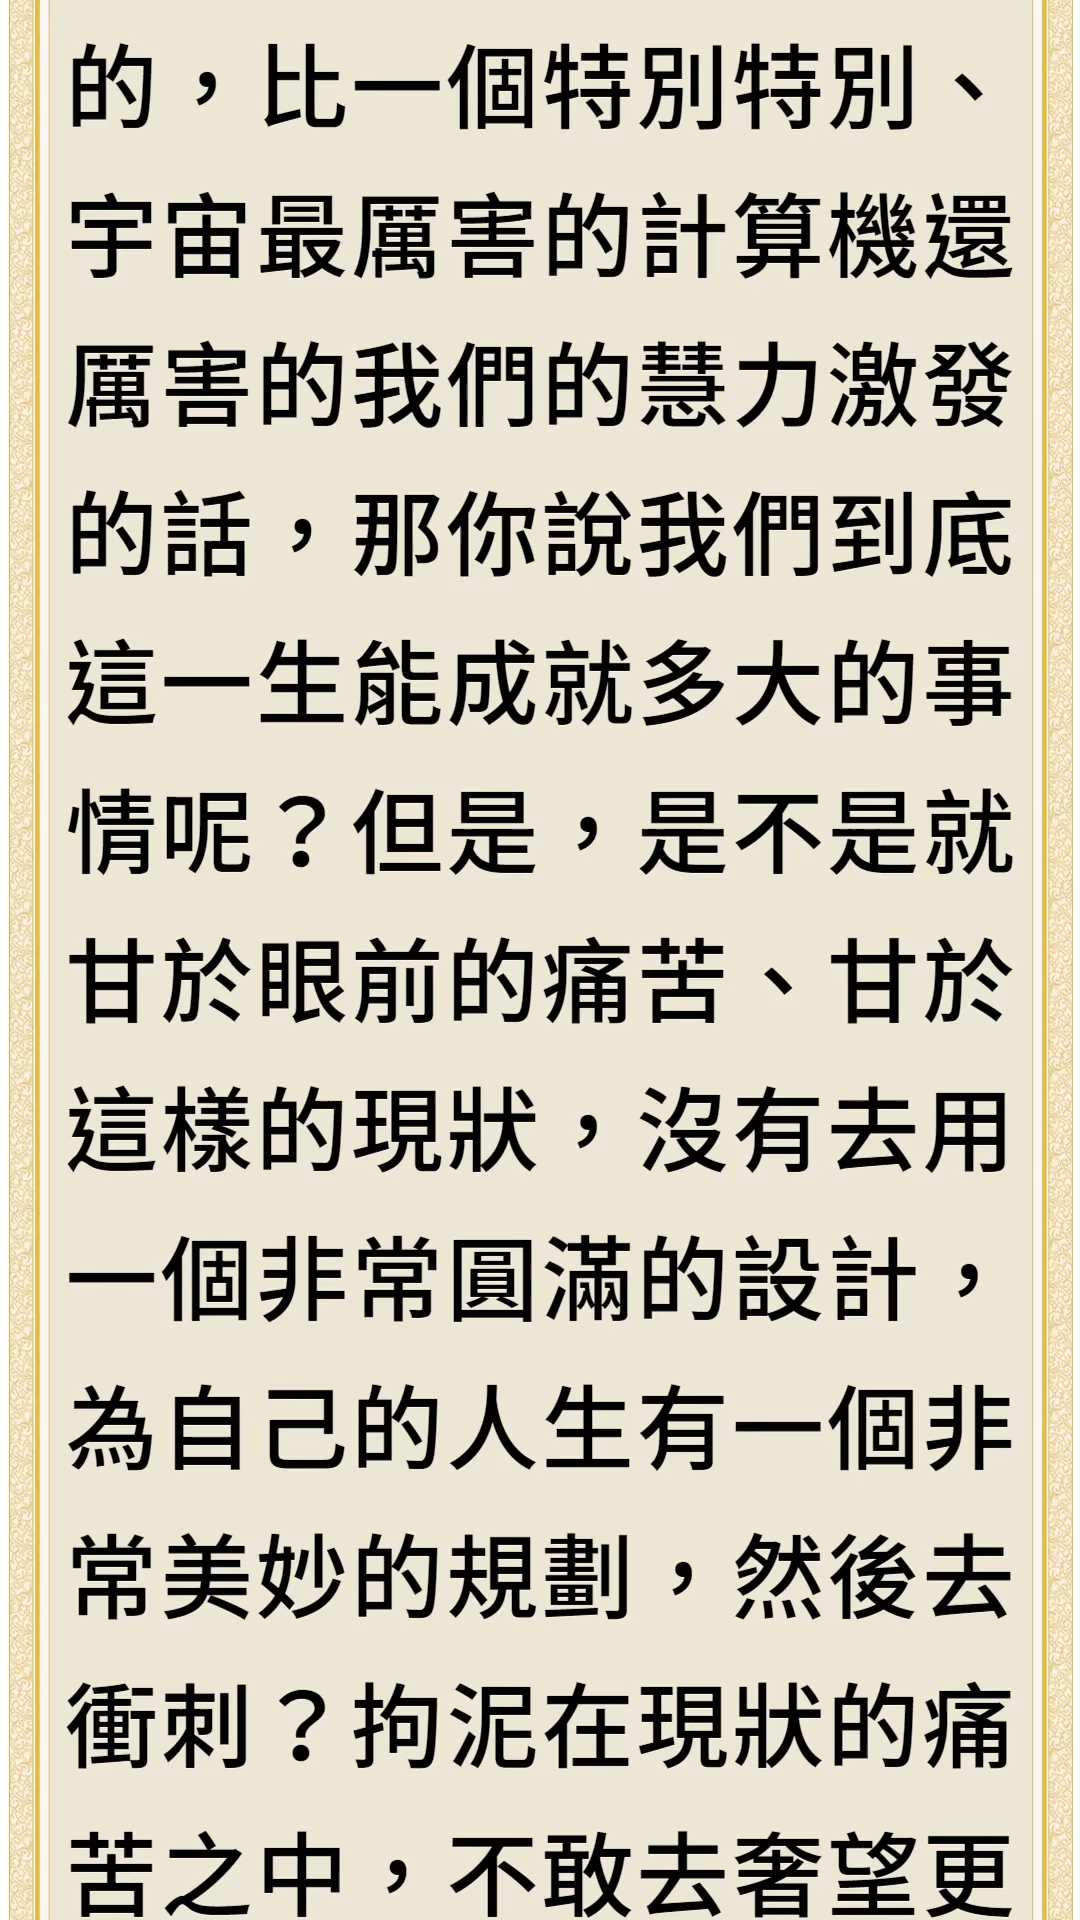 的，比一個特別特別、
宇宙最厲害的計算機還
厲害的我們的慧力激發
的話，那你說我們到底
這一生能成就多大的事
情呢？但是，是不是就
甘於眼前的痛苦、甘於
這樣的現狀，沒有去用
一個非常圓滿的設計，
為自己的人生有一個非
常美妙的規劃，然後去
衝刺？拘泥在現狀的痛
苦之中，不敢去奢望更